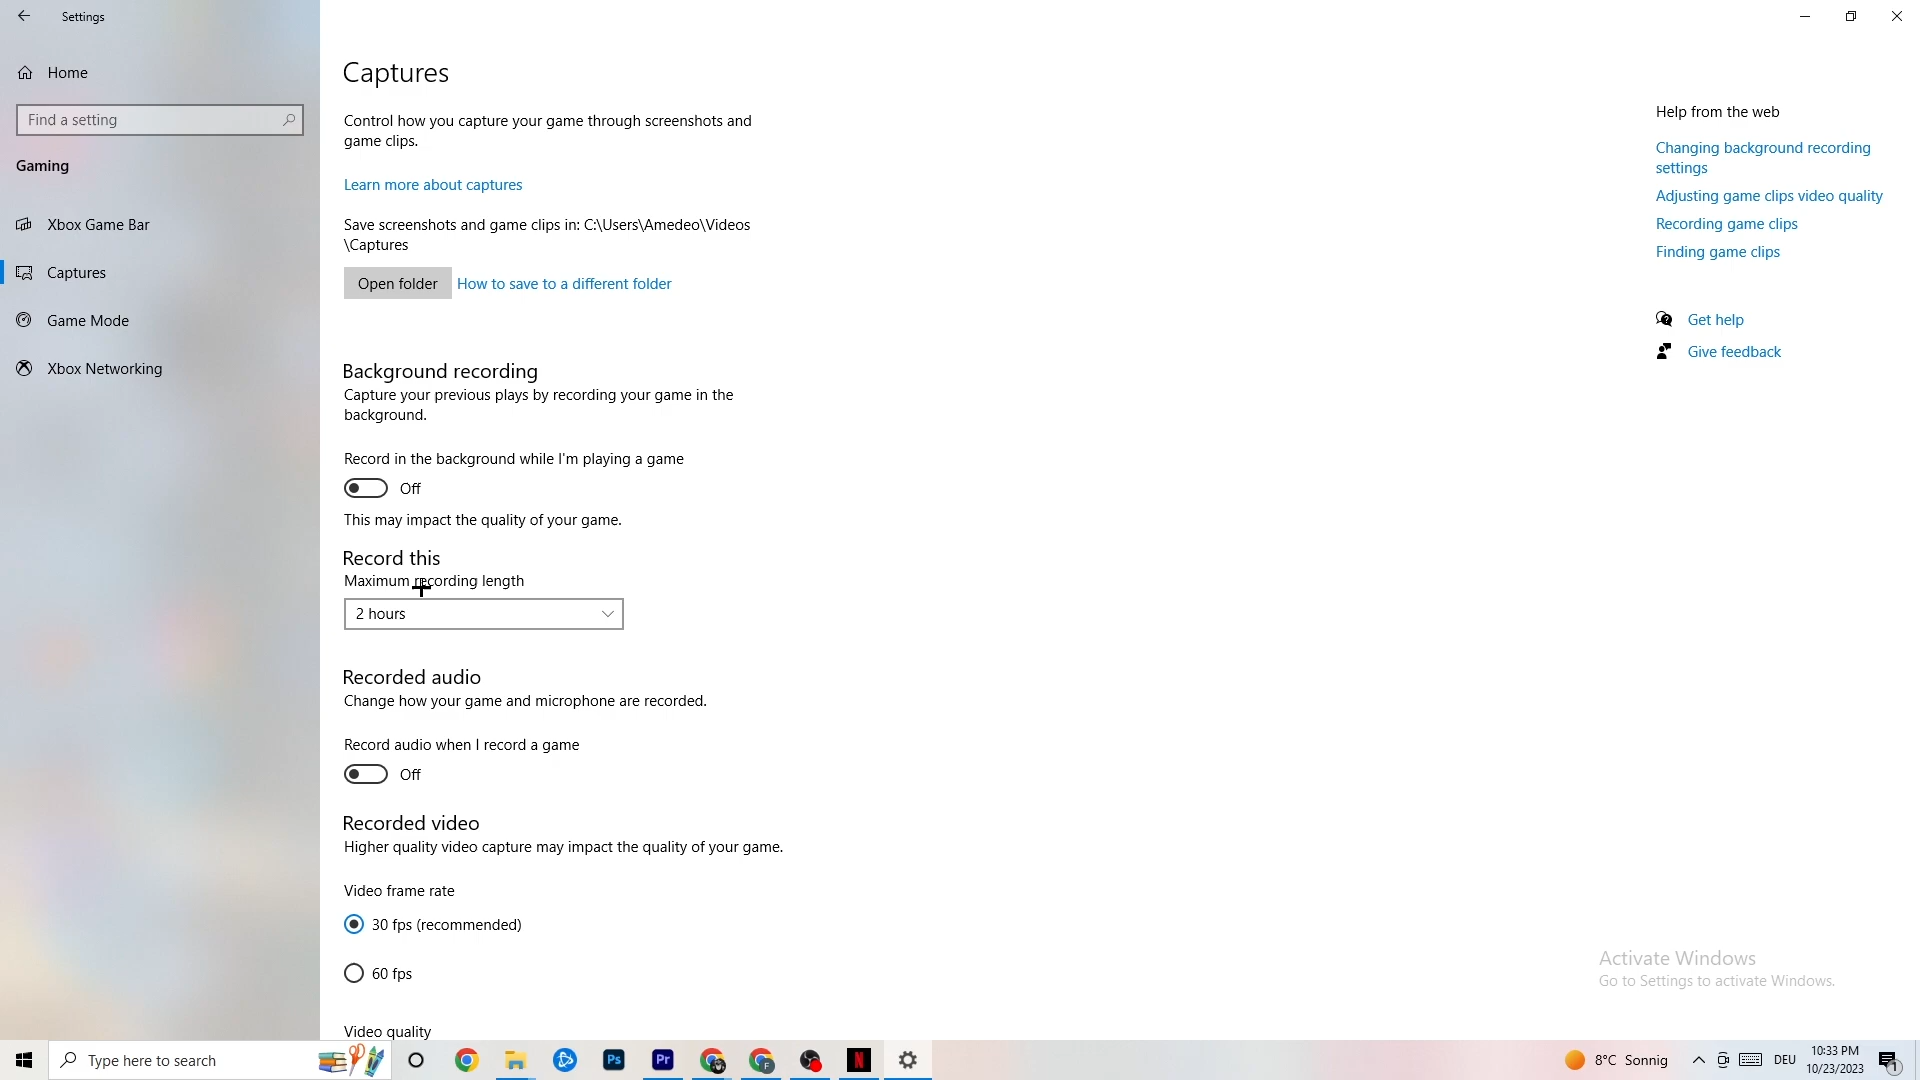 Settings
Home
Find a setting
Gaming
Xbox Game Bar
Captures
Game Mode
Xbox Networking
Captures
Control how you capture your game through screenshots and
game clips.
Learn more about captures
Save screenshots and game clips in: C:\Users\Amedeo\Videos
\Captures
Open folder
How to save to a different folder
Background recording
Capture your previous plays by recording your game in the
background.
Record in the background while I'm playing a game
Off
This may impact the quality of your game.
Record this
Maximum recording length
2 hours
Recorded audio
Change how your game and microphone are recorded.
Record audio when I record a game
Off
Recorded video
Higher quality video capture may impact the quality of your game.
Video frame rate
30 fps (recommended)
60 fps
Video quality
Help from the web
Changing background recording
settings
Adjusting game clips video quality
Recording game clips
Finding game clips
Get help
Give feedback
Activate Windows
Go to Settings to activate Windows.
Type here to search
Ps
Pr
F
N
8°C Sonnig
DEU
10:33 PM
10/23/2023
1